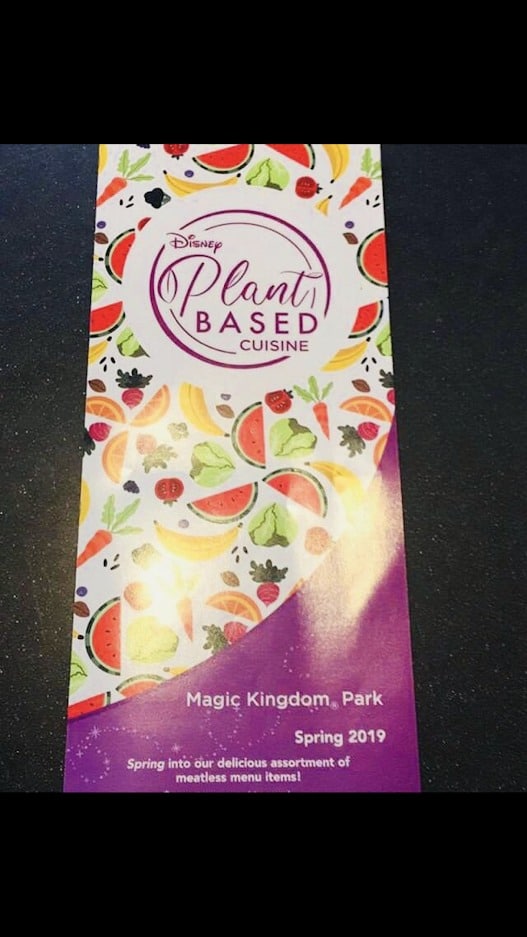 Disney
Plant
BASED
CUISINE
Magic Kingdom® Park
Spring 2019
Spring into our delicious assortment of
meatless menu items!